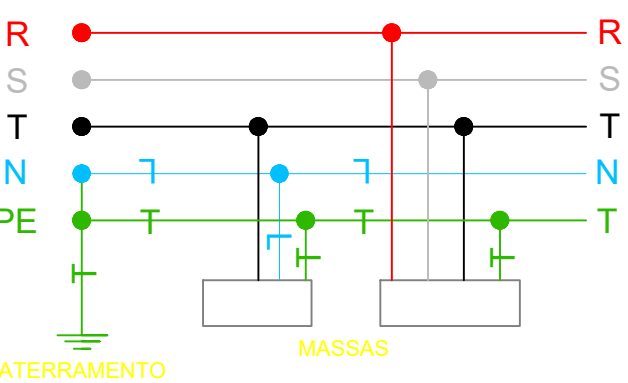 R R
S S
T T
N N
PE T
MASSAS
ATERRAMENTO